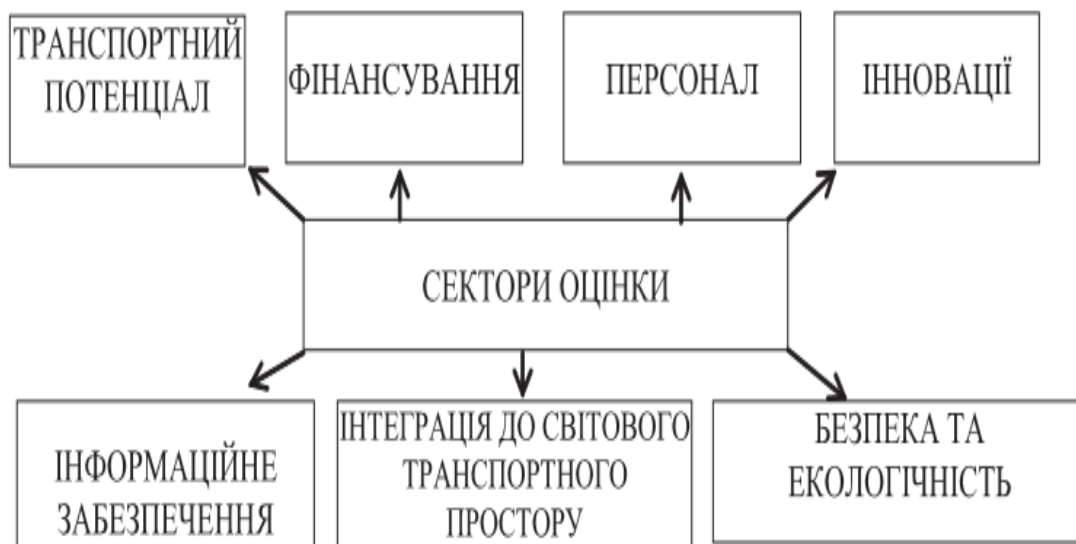 ТРАНСПОРТНИЙ
ПОТЕНЦІАЛ
ФІНАНСУВАННЯ
ПЕРСОНАЛ
ІННОВАЦІЇ
СЕКТОРИ ОЦІНКИ
ІНФОРМАЦІЙНЕ
ЗАБЕЗПЕЧЕННЯ
ІНТЕГРАЦІЯ ДО СВІТОВОГО
ТРАНСПОРТНОГО
ПРОСТОРУ
БЕЗПЕКА ТА
ЕКОЛОГІЧНІСТЬ